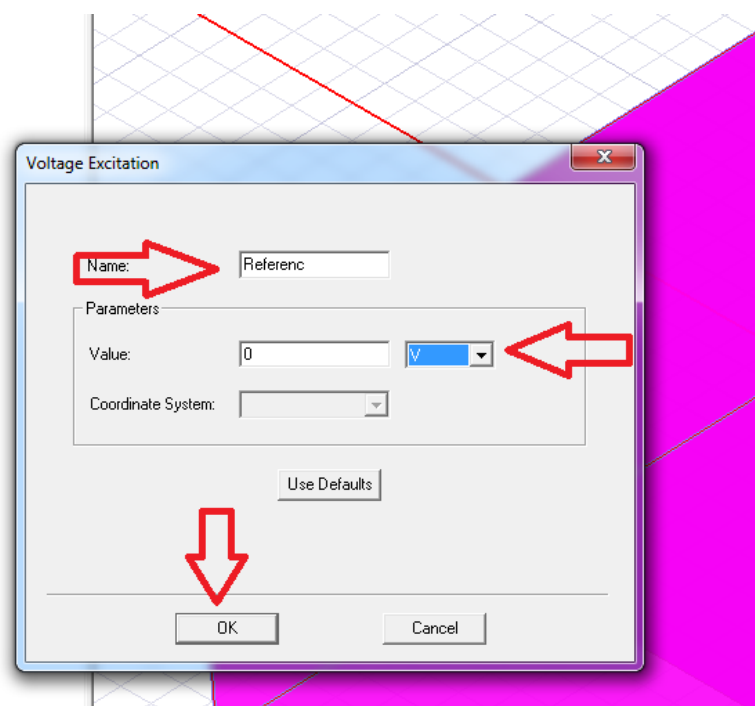 Voltage Excitation
Name: Referenc
Parameters
Value: 0 V
Coordinate System:
Use Defaults
OK Cancel